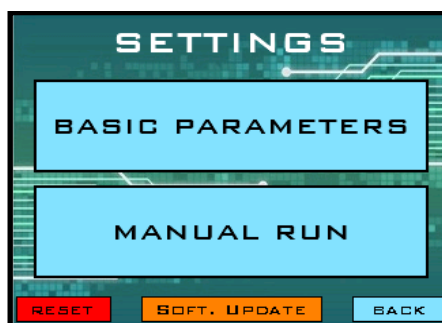 SETTINGS
BASIC PARAMETERS
MANUAL RUN
RESET SOFT. UPDATE BACK